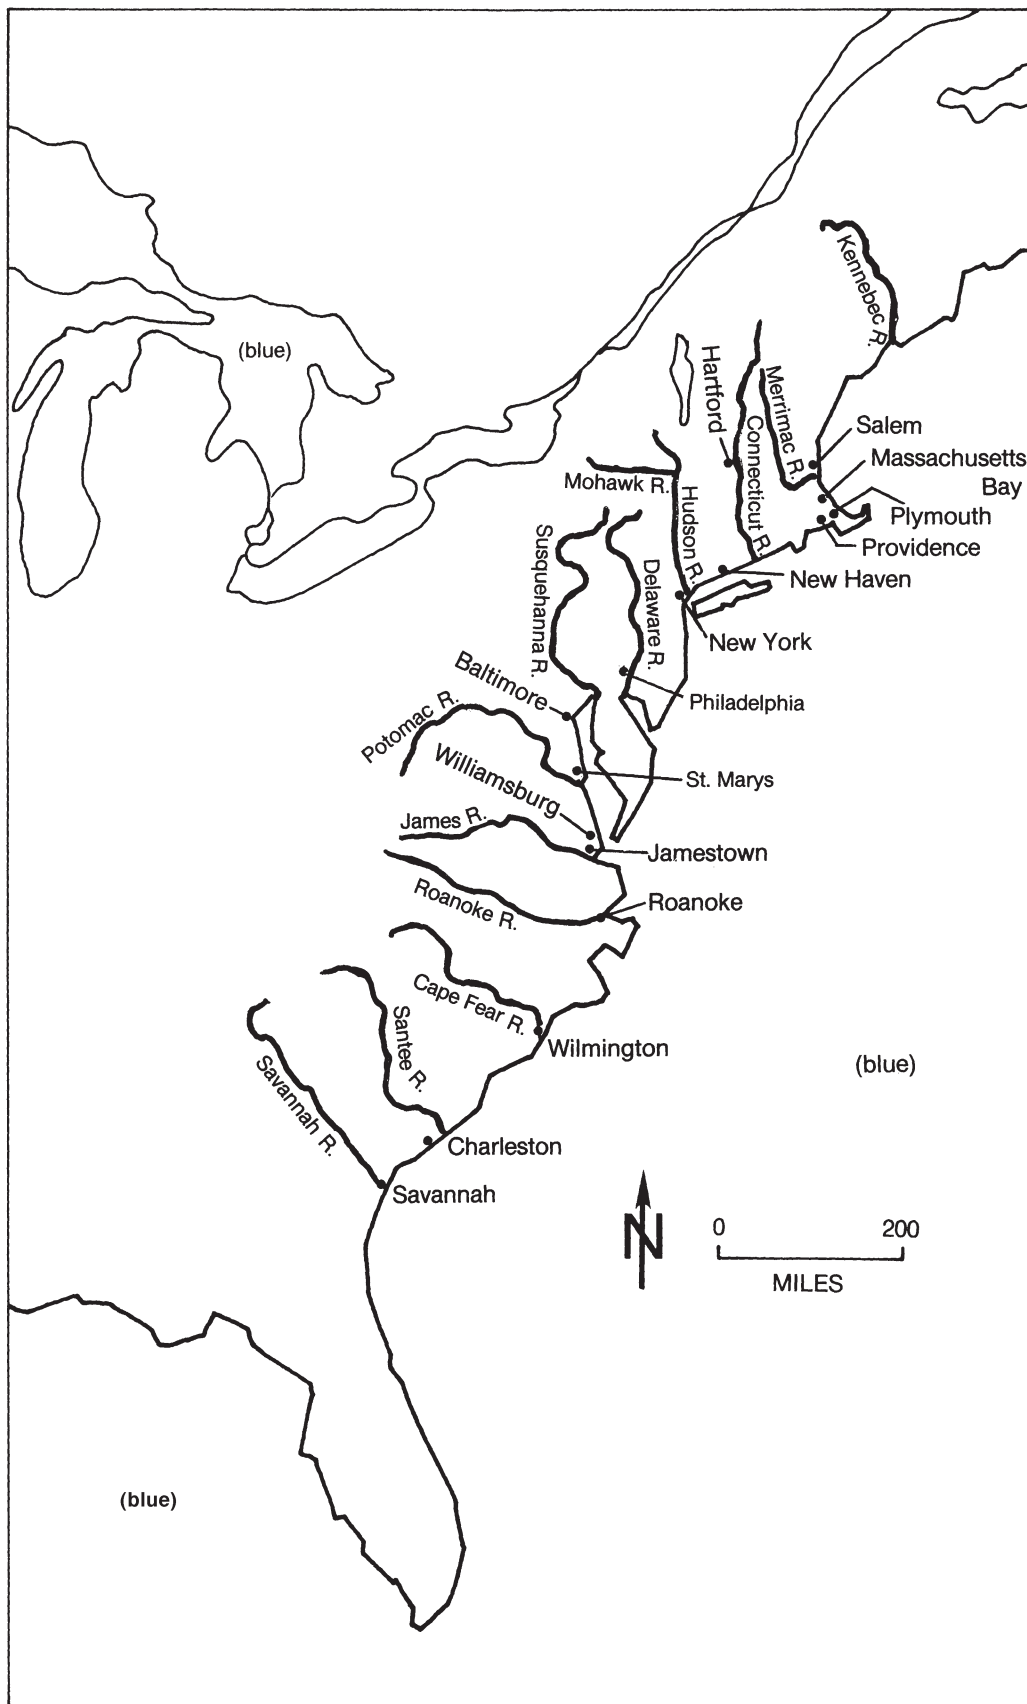 Kennebec R.
(blue)
Hartford
Merrimac R.
Connecticut R.
Salem
Massachusetts
Bay
Mohawk R.
Hudson R.
Plymouth
Providence
Susquehanna R.
Delaware R.
New Haven
New York
Baltimore
Philadelphia
Potomac R.
Williamsburg
St. Marys
James R.
Jamestown
Roanoke R.
Roanoke
Cape Fear R.
Santee R.
Wilmington
(blue)
Savannah R.
Charleston
Savannah
N
0 200
MILES
(blue)